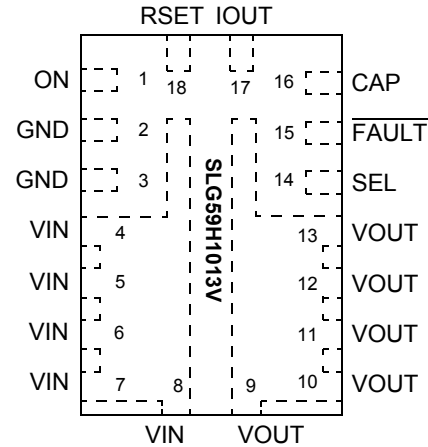 RSET IOUT
ON 1 18 17 16 CAP
GND 2 15 FAULT
GND 3 14 SEL
SLG59H1013V
VIN 4 13 VOUT
VIN 5 12 VOUT
VIN 6 11 VOUT
VIN 7 8 9 10 VOUT
VIN VOUT